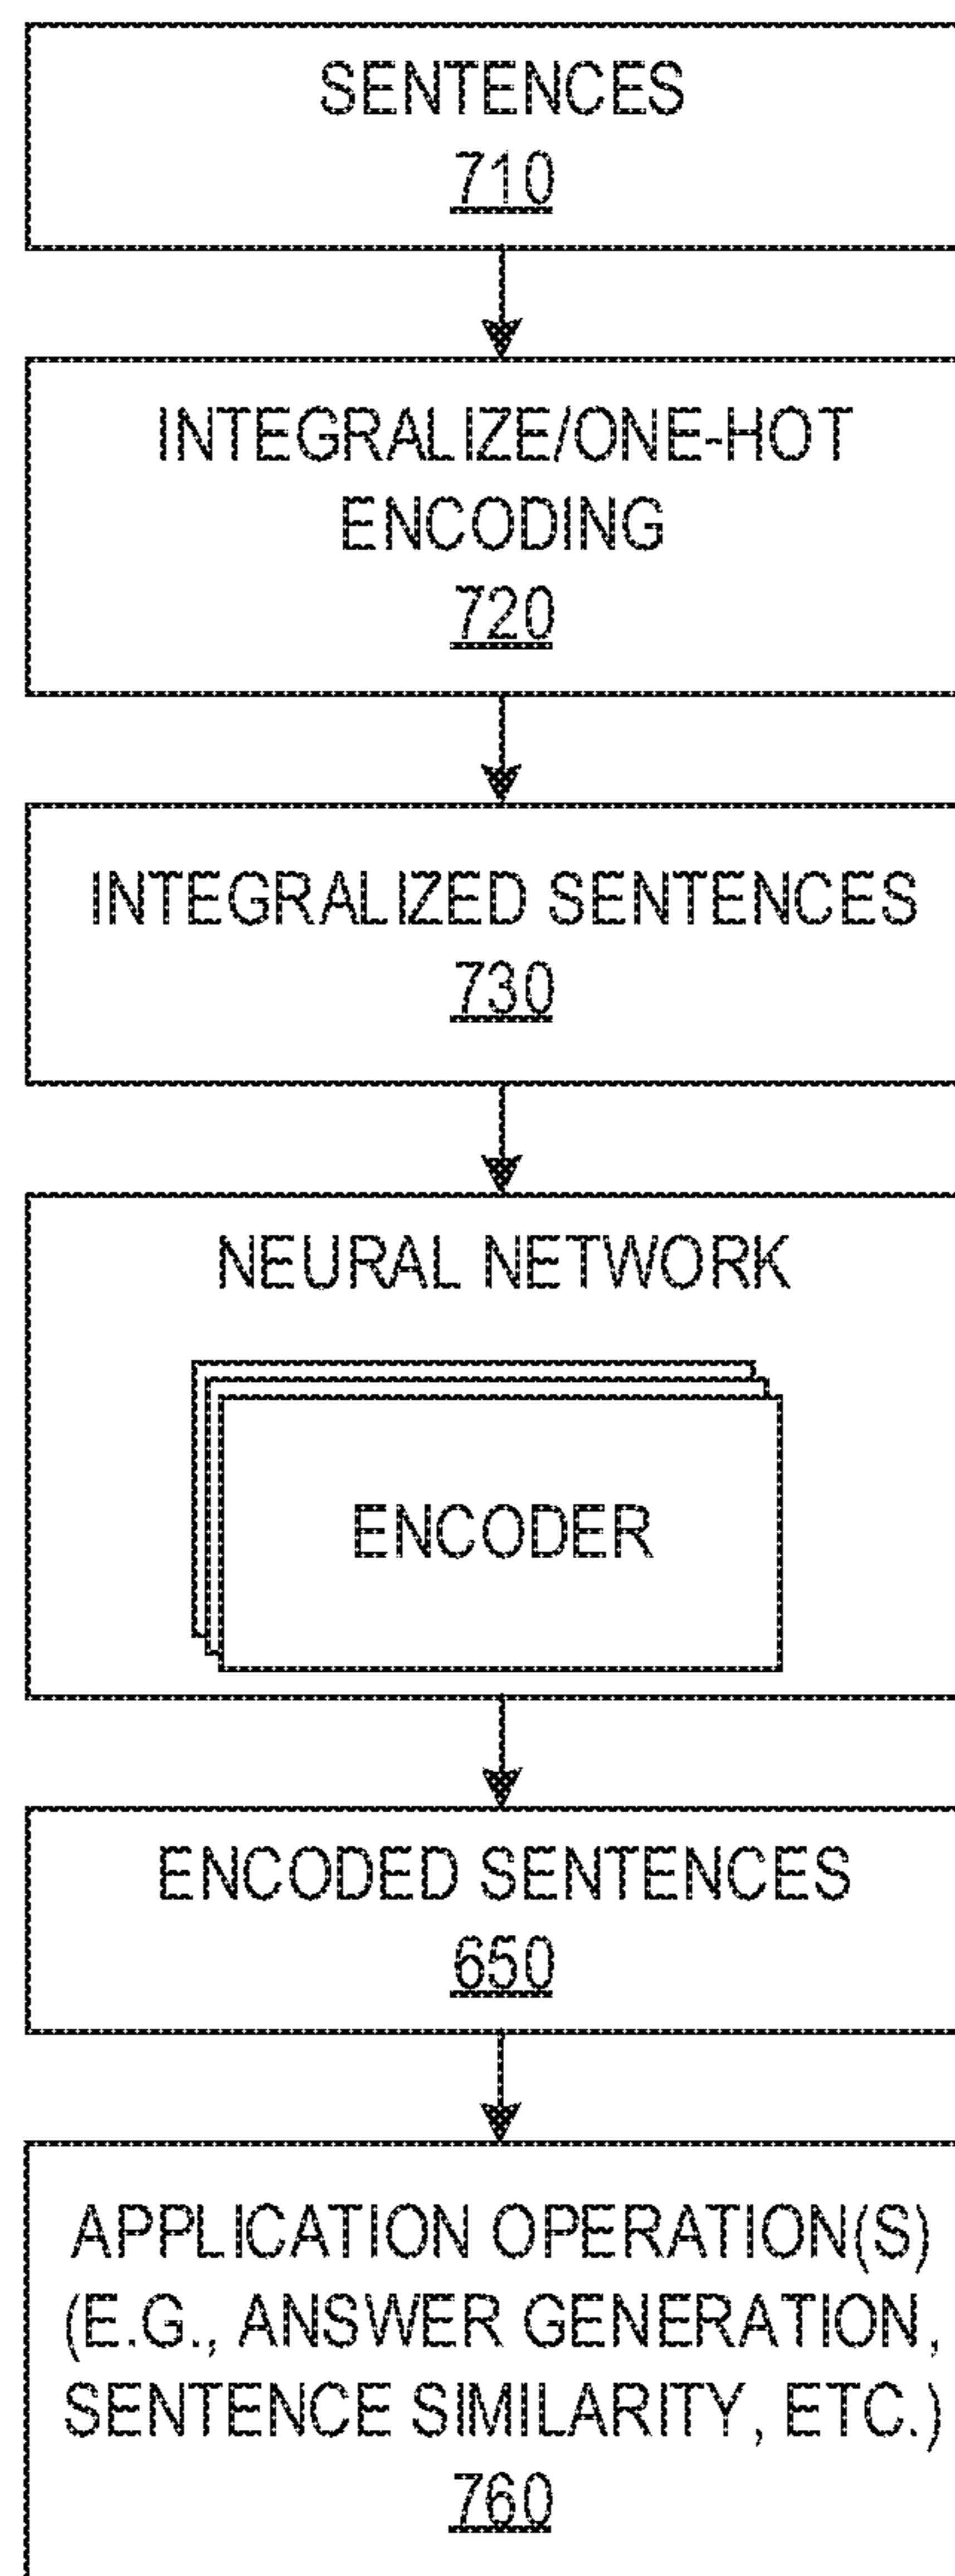 SENTENCES
710
INTEGRALIZE/ONE-HOT
ENCODING
720
INTEGRALIZED SENTENCES
730
NEURAL NETWORK
ENCODER
ENCODED SENTENCES
650
APPLICATION OPERATION(S)
(E.G., ANSWER GENERATION,
SENTENCE SIMILARITY, ETC.)
760